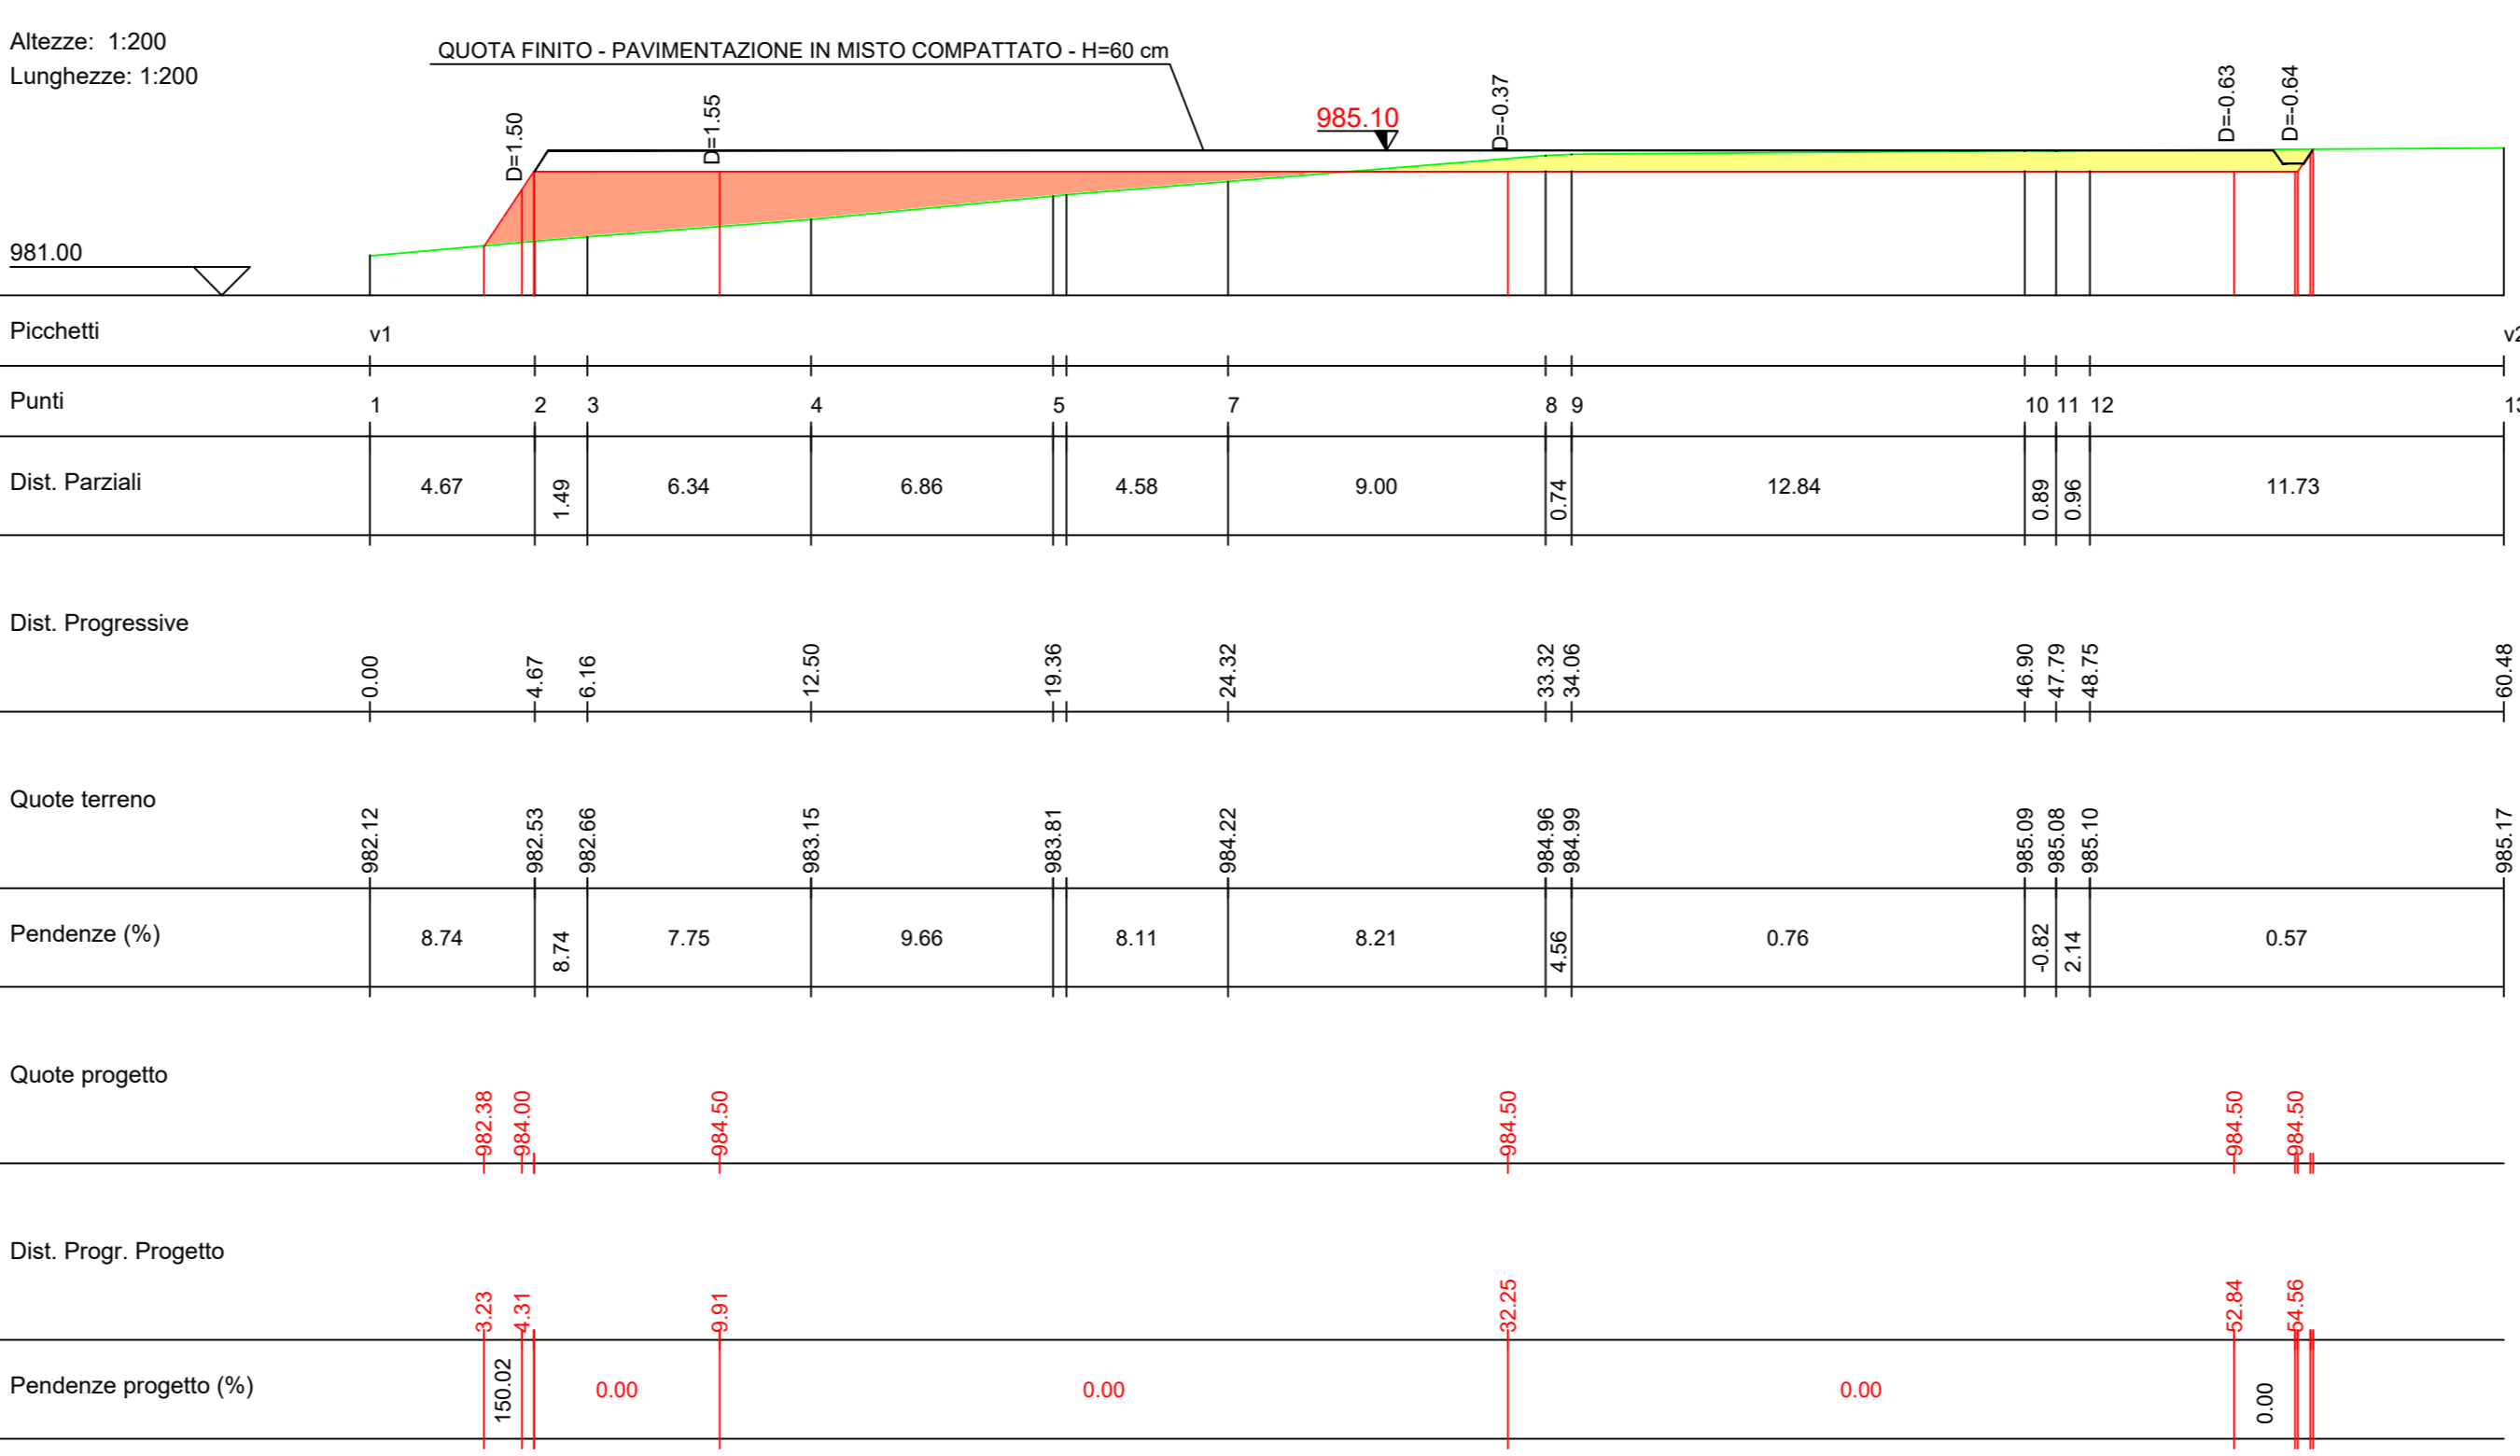 Altezze: 1:200
Lunghezze: 1:200
QUOTA FINITO - PAVIMENTAZIONE IN MISTO COMPATTATO - H=60 cm
D=1.50
D=1.55
985.10
D=-0.37
D=-0.63
D=-0.64
981.00
Picchetti v1 v2
Punti 1 2 3 4 5 7 8 9 10 11 12 13
Dist. Parziali 4.67 1.49 6.34 6.86 4.58 9.00 0.74 12.84 0.89 0.96 11.73
Dist. Progressive 0.00 4.67 6.16 12.50 19.36 24.32 33.32 34.06 46.90 47.79 48.75 60.48
Quote terreno 982.12 982.53 982.66 983.15 983.81 984.22 984.96 984.99 985.09 985.08 985.10 985.17
Pendenze (%) 8.74 8.74 7.75 9.66 8.11 8.21 4.56 0.76 -0.82 2.14 0.57
Quote progetto 982.38 984.00 984.50 984.50 984.50 984.50
Dist. Progr. Progetto 3.23 4.31 9.91 32.25 52.84 54.56
Pendenze progetto (%) 150.02 0.00 0.00 0.00 0.00